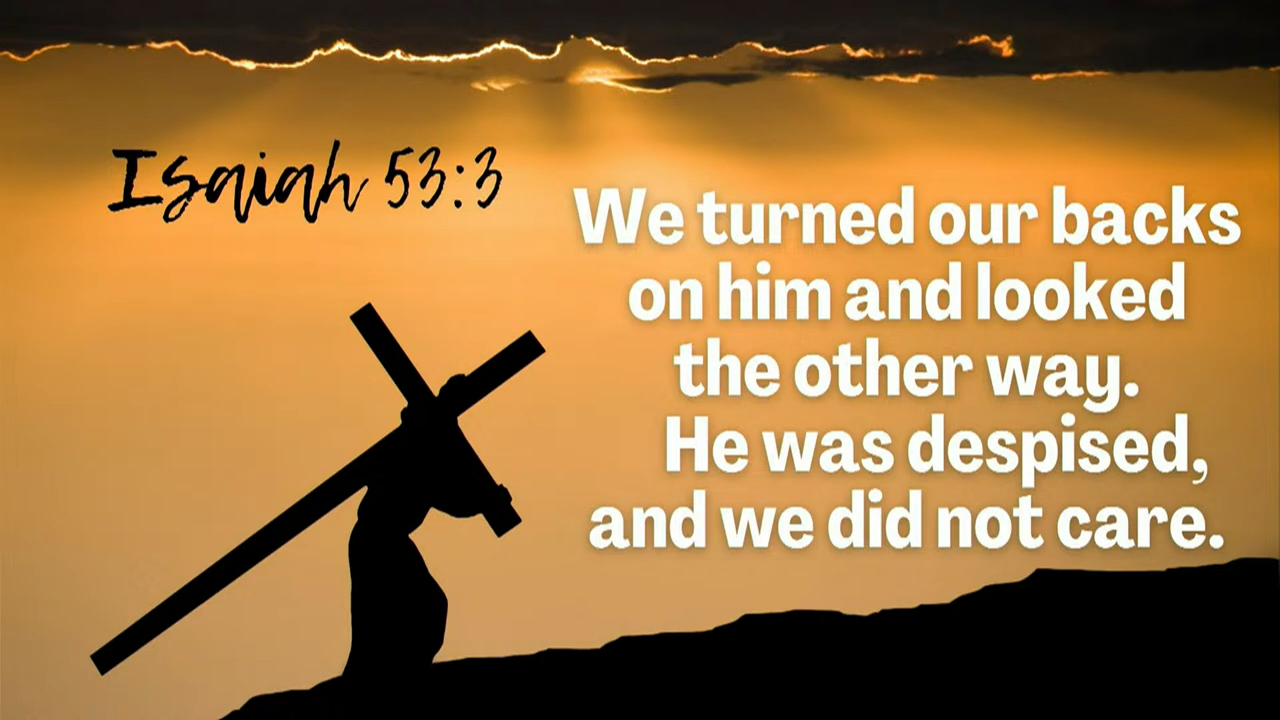 Isaiah 53:3
We turned our backs
on him and looked
the other way.
He was despised,
and we did not care.